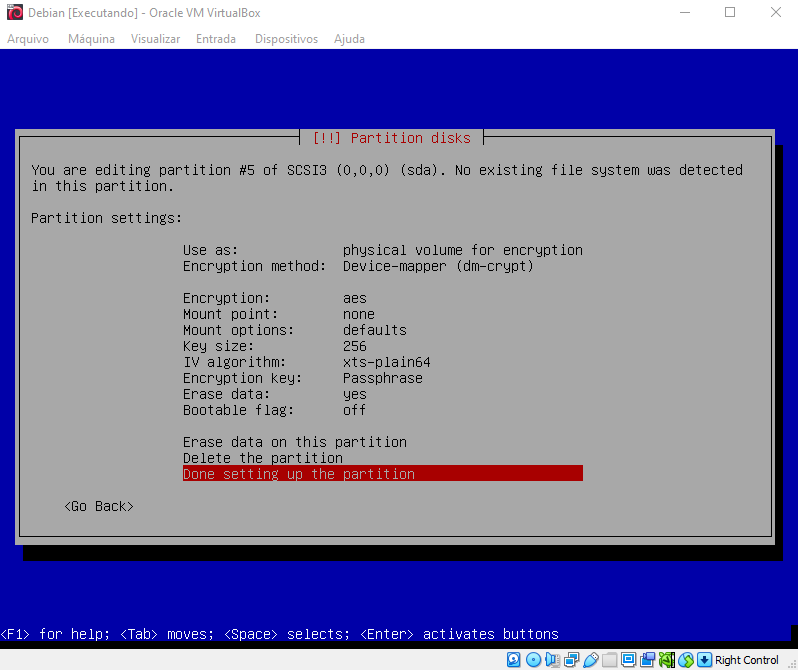 Debian [Executando] - Oracle VM VirtualBox
Arquivo Máquina Visualizar Entrada Dispositivos Ajuda
[!!] Partition disks
You are editing partition #5 of SCSI3 (0,0,0) (sda). No existing file system was detected
in this partition.
Partition settings:
Use as: physical volume for encryption
Encryption method: Device-mapper (dm-crypt)
Encryption: aes
Mount point: none
Mount options: defaults
Key size: 256
IV algorithm: xts-plain64
Encryption key: Passphrase
Erase data: yes
Bootable flag: off
Erase data on this partition
Delete the partition
Done setting up the partition
<Go Back>
<F1> for help; <Tab> moves; <Space> selects; <Enter> activates buttons
Right Control